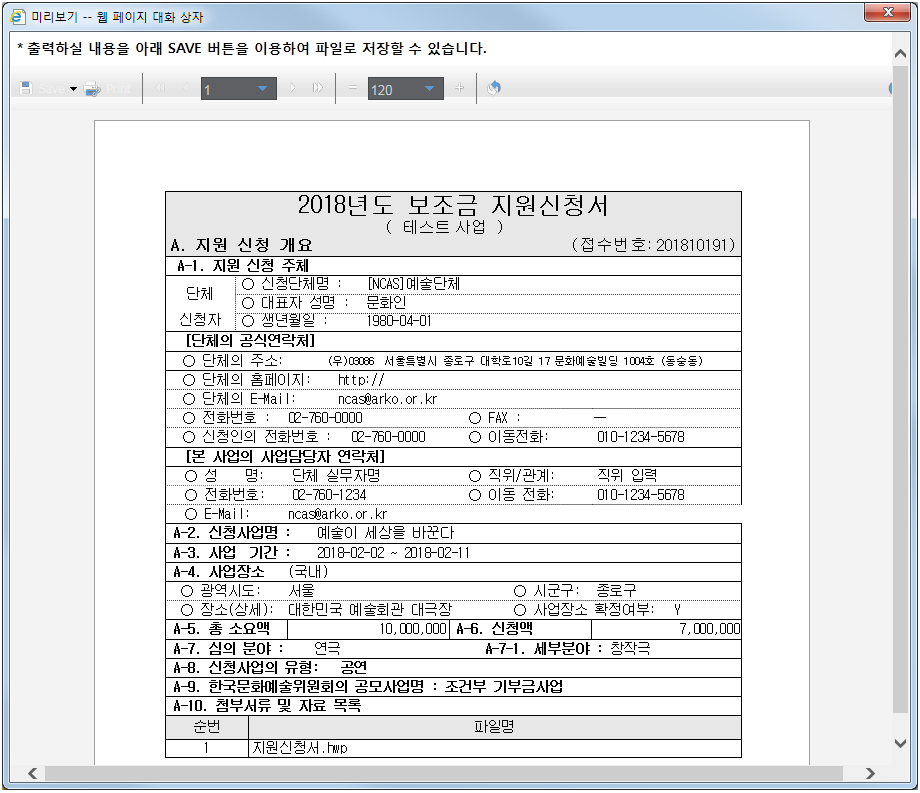 미리보기 -- 웹 페이지 대화 상자
* 출력하실 내용을 아래 SAVE 버튼을 이용하여 파일로 저장할 수 있습니다.
Save Print 1 120
2018년도 보조금 지원신청서
( 테스트 사업 )
A. 지원 신청 개요 (접수번호:201810191)
A-1. 지원 신청 주체
단체 신청자
○ 신청단체명 : [NCAS]예술단체
○ 대표자 성명 : 문화인
○ 생년월일 : 1980-04-01
[단체의 공식연락처]
○ 단체의 주소: (우)03086 서울특별시 종로구 대학로10길 17 문화예술빌딩 1004호 (동숭동)
○ 단체의 홈페이지: http://
○ 단체의 E-Mail: ncas@arko.or.kr
○ 전화번호 : 02-760-0000 ○ FAX : —
○ 신청인의 전화번호 : 02-760-0000 ○ 이동전화: 010-1234-5678
[본 사업의 사업담당자 연락처]
○ 성 명: 단체 실무자명 ○ 직위/관계: 직위 입력
○ 전화번호: 02-760-1234 ○ 이동 전화: 010-1234-5678
○ E-Mail: ncas@arko.or.kr
A-2. 신청사업명 : 예술이 세상을 바꾼다
A-3. 사업 기간 : 2018-02-02 ~ 2018-02-11
A-4. 사업장소 (국내)
○ 광역시도: 서울 ○ 시군구: 종로구
○ 장소(상세): 대한민국 예술회관 대극장 ○ 사업장소 확정여부: Y
A-5. 총 소요액 10,000,000 A-6. 신청액 7,000,000
A-7. 심의 분야 : 연극 A-7-1. 세부분야 : 창작극
A-8. 신청사업의 유형: 공연
A-9. 한국문화예술위원회의 공모사업명 : 조건부 기부금사업
A-10. 첨부서류 및 자료 목록
순번 파일명
1 지원신청서.hwp